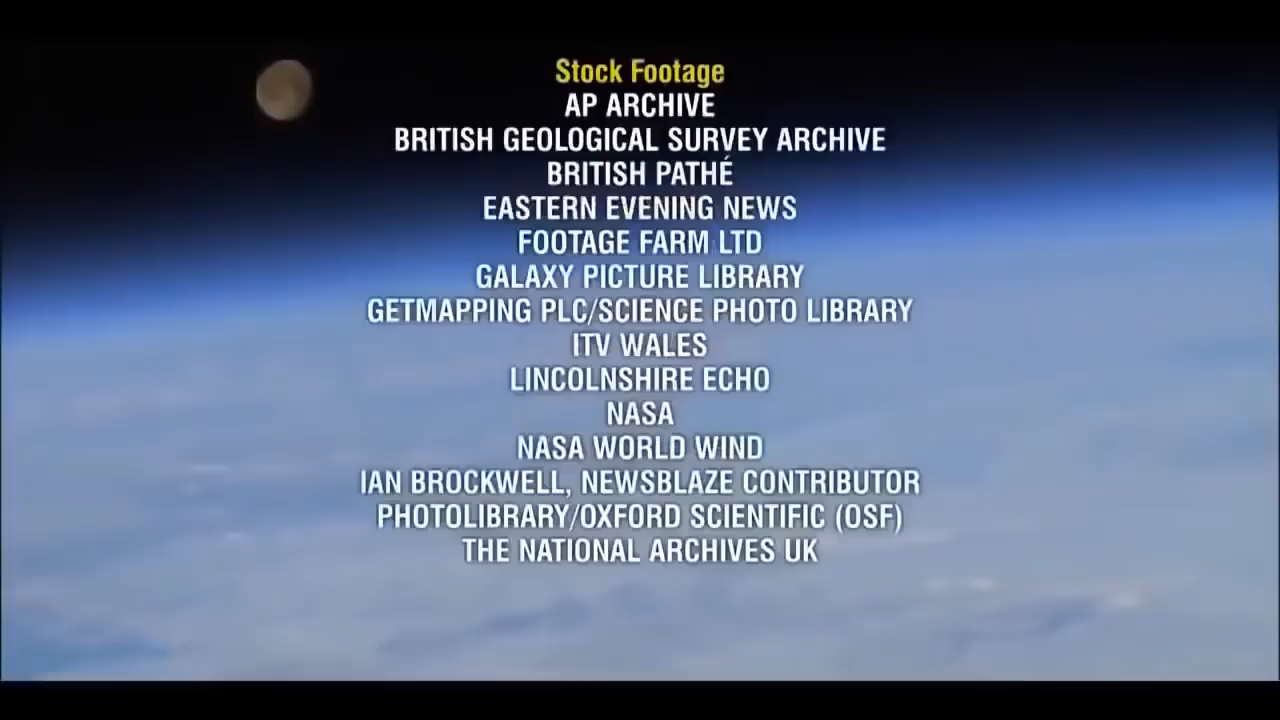 Stock Footage
AP ARCHIVE
BRITISH GEOLOGICAL SURVEY ARCHIVE
BRITISH PATHÉ
EASTERN EVENING NEWS
FOOTAGE FARM LTD
GALAXY PICTURE LIBRARY
GETMAPPING PLC/SCIENCE PHOTO LIBRARY
ITV WALES
LINCOLNSHIRE ECHO
NASA
NASA WORLD WIND
IAN BROCKWELL, NEWSBLAZE CONTRIBUTOR
PHOTOLIBRARY/OXFORD SCIENTIFIC (OSF)
THE NATIONAL ARCHIVES UK